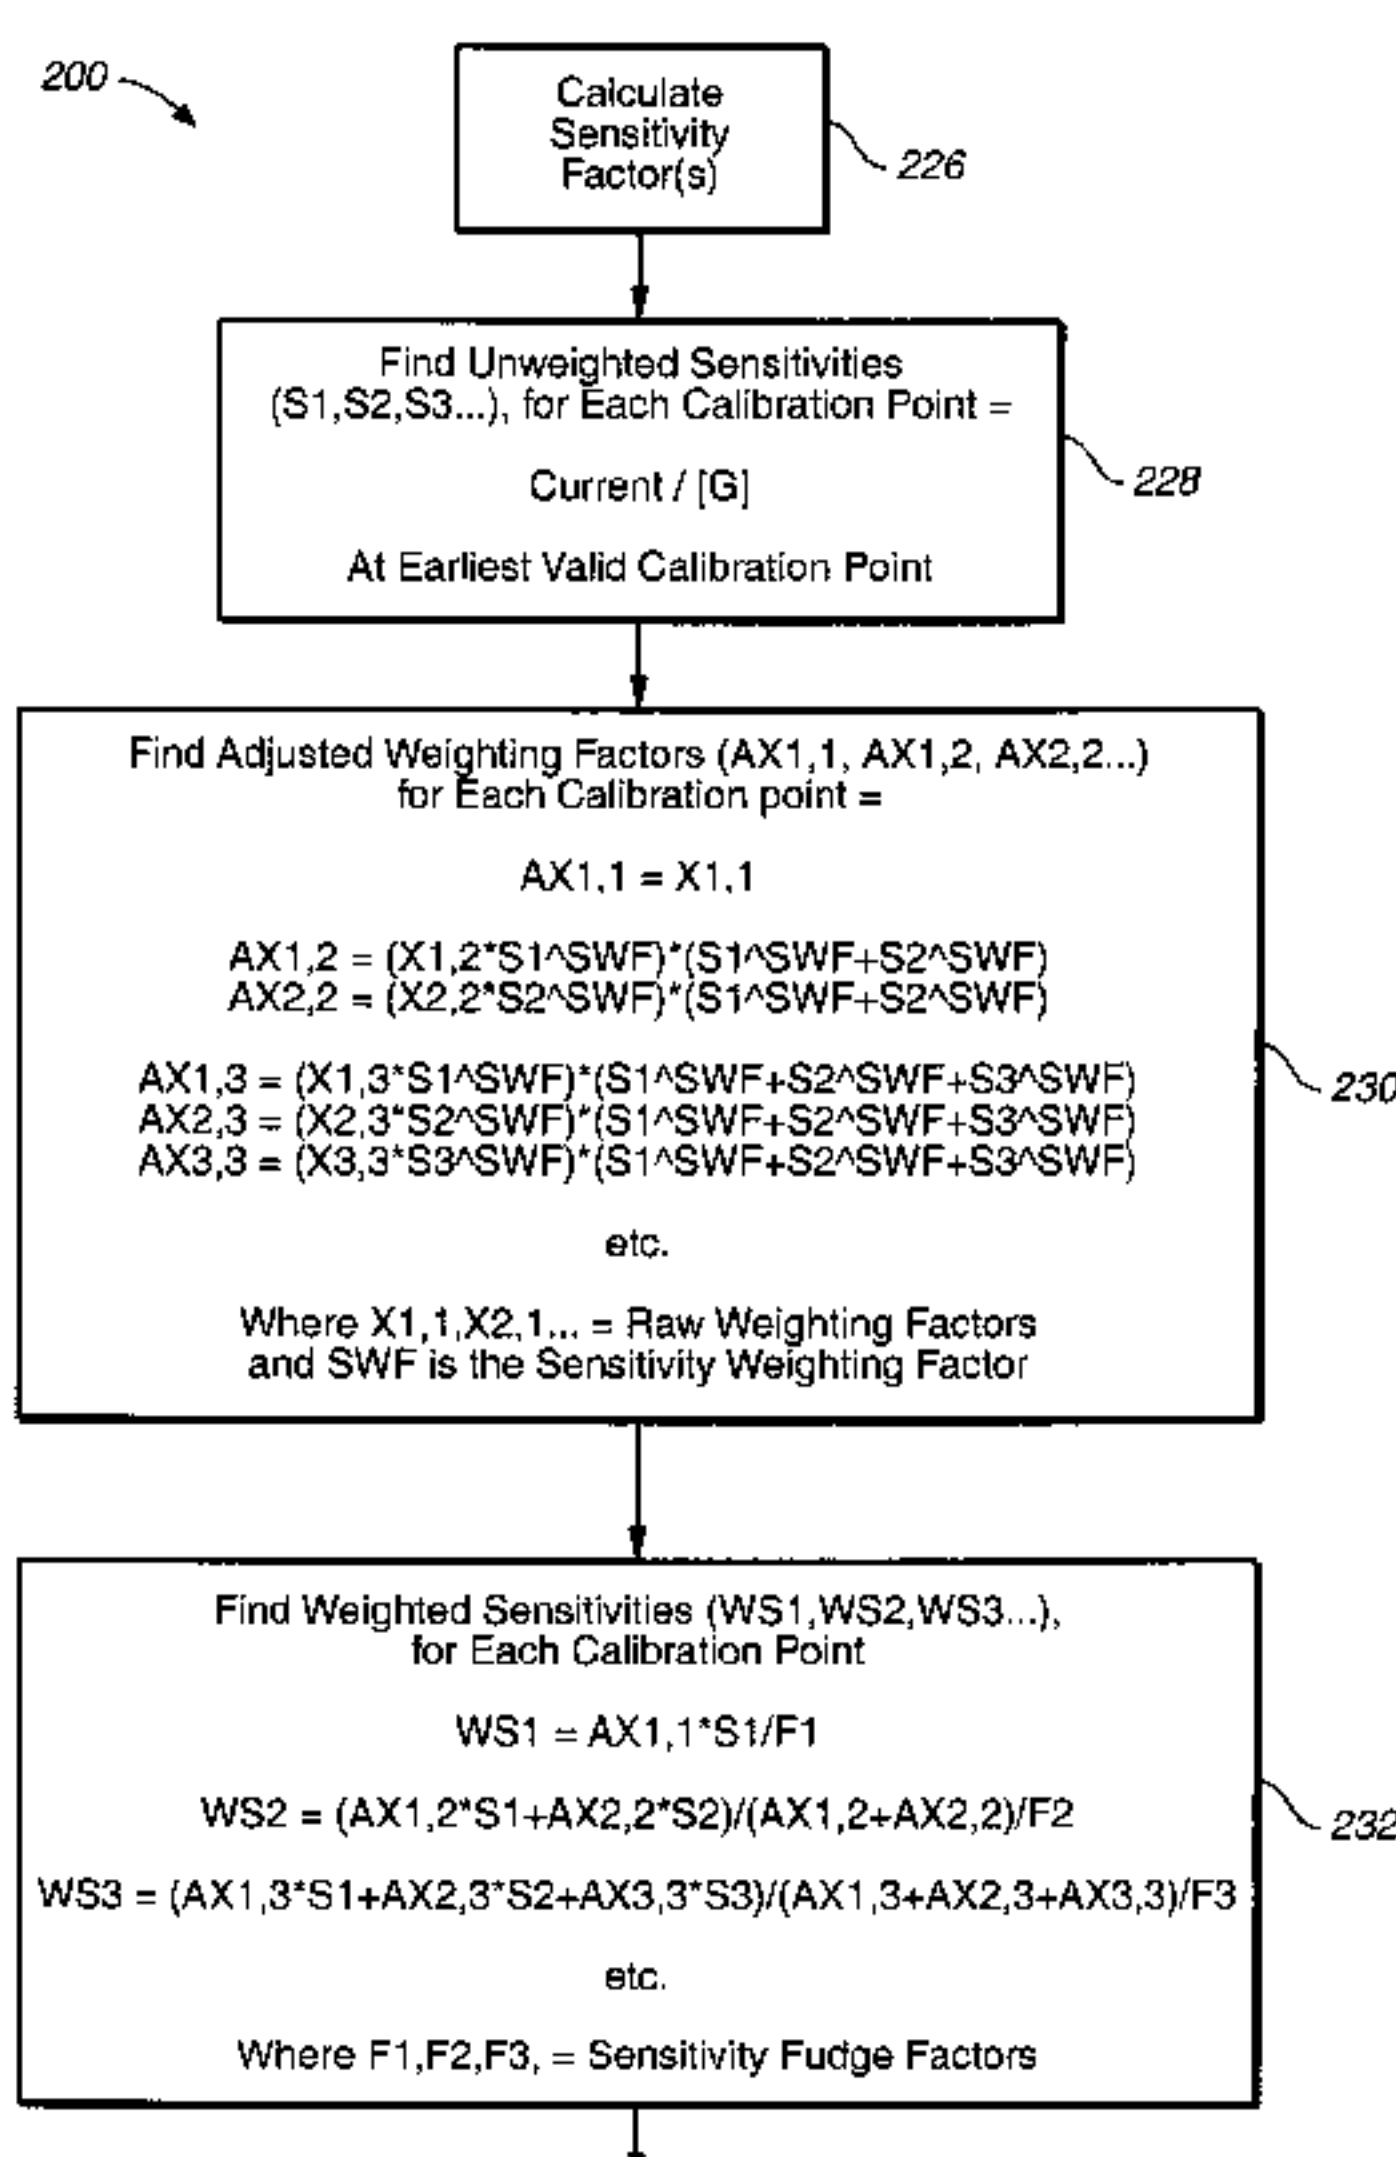 200
Calculate
Sensitivity
Factor(s)
226
Find Unweighted Sensitivities
(S1,S2,S3...), for Each Calibration Point =
Current / [G]
At Earliest Valid Calibration Point
228
Find Adjusted Weighting Factors (AX1,1, AX1,2, AX2,2...)
for Each Calibration point =
AX1,1 = X1,1
AX1,2 = (X1,2*S1^SWF)*(S1^SWF+S2^SWF)
AX2,2 = (X2,2*S2^SWF)*(S1^SWF+S2^SWF)
AX1,3 = (X1,3*S1^SWF)*(S1^SWF+S2^SWF+S3^SWF)
AX2,3 = (X2,3*S2^SWF)*(S1^SWF+S2^SWF+S3^SWF)
AX3,3 = (X3,3*S3^SWF)*(S1^SWF+S2^SWF+S3^SWF)
etc.
Where X1,1,X2,1... = Raw Weighting Factors
and SWF is the Sensitivity Weighting Factor
230
Find Weighted Sensitivities (WS1,WS2,WS3...),
for Each Calibration Point
WS1 = AX1,1*S1/F1
WS2 = (AX1,2*S1+AX2,2*S2)/(AX1,2+AX2,2)/F2
WS3 = (AX1,3*S1+AX2,3*S2+AX3,3*S3)/(AX1,3+AX2,3+AX3,3)/F3
etc.
Where F1,F2,F3, = Sensitivity Fudge Factors
232